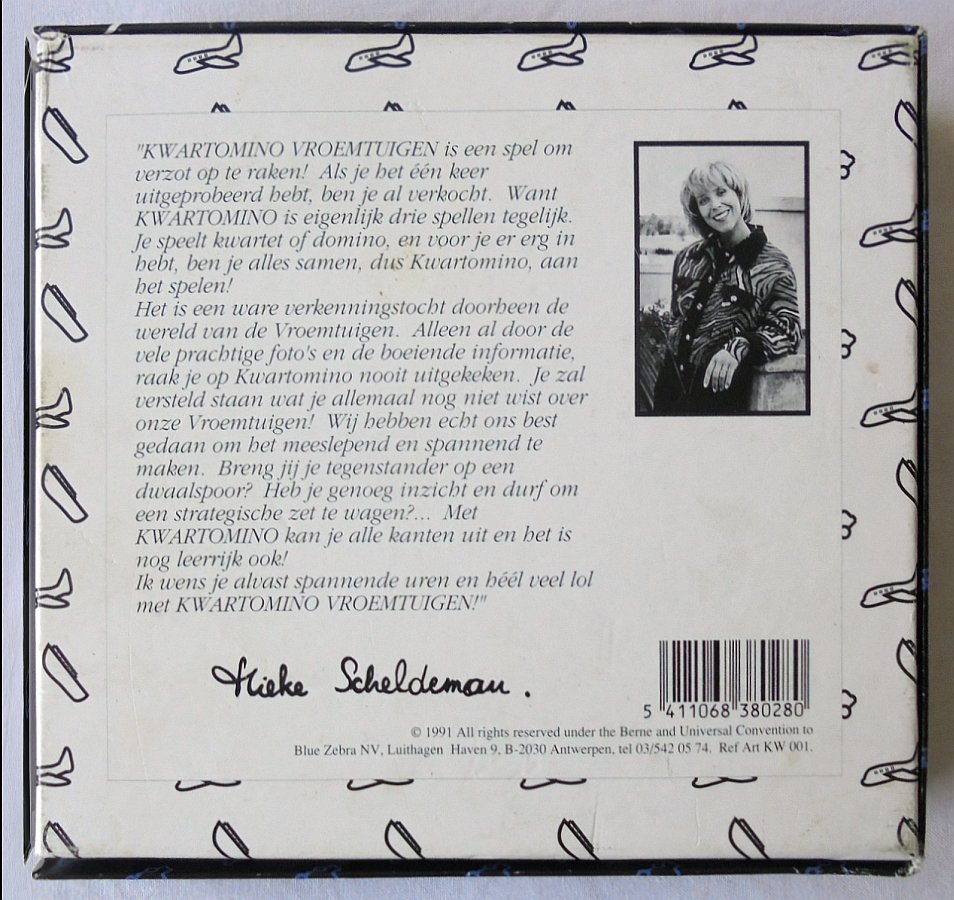 "KWARTOMINO VROEMTUIGEN is een spel om
verzot op te raken! Als je het één keer
uitgeprobeerd hebt, ben je al verkocht. Want
KWARTOMINO is eigenlijk drie spellen tegelijk.
Je speelt kwartet of domino, en voor je er erg in
hebt, ben je alles samen, dus Kwartomino, aan
het spelen!
Het is een ware verkenningstocht doorheen de
wereld van de Vroemtuigen. Alleen al door de
vele prachtige foto's en de boeiende informatie,
raak je op Kwartomino nooit uitgekeken. Je zal
versteld staan wat je allemaal nog niet wist over
onze Vroemtuigen! Wij hebben echt ons best
gedaan om het meeslepend en spannend te
maken. Breng jij je tegenstander op een
dwaalspoor? Heb je genoeg inzicht en durf om
een strategische zet te wagen?... Met
KWARTOMINO kan je alle kanten uit en het is
nog leerrijk ook!
Ik wens je alvast spannende uren en héél veel lol
met KWARTOMINO VROEMTUIGEN!"
Mieke Scheldeman.
5 411068 380280
© 1991 All rights reserved under the Berne and Universal Convention to
Blue Zebra NV, Luithagen Haven 9, B-2030 Antwerpen, tel 03/542 05 74. Ref Art KW 001.